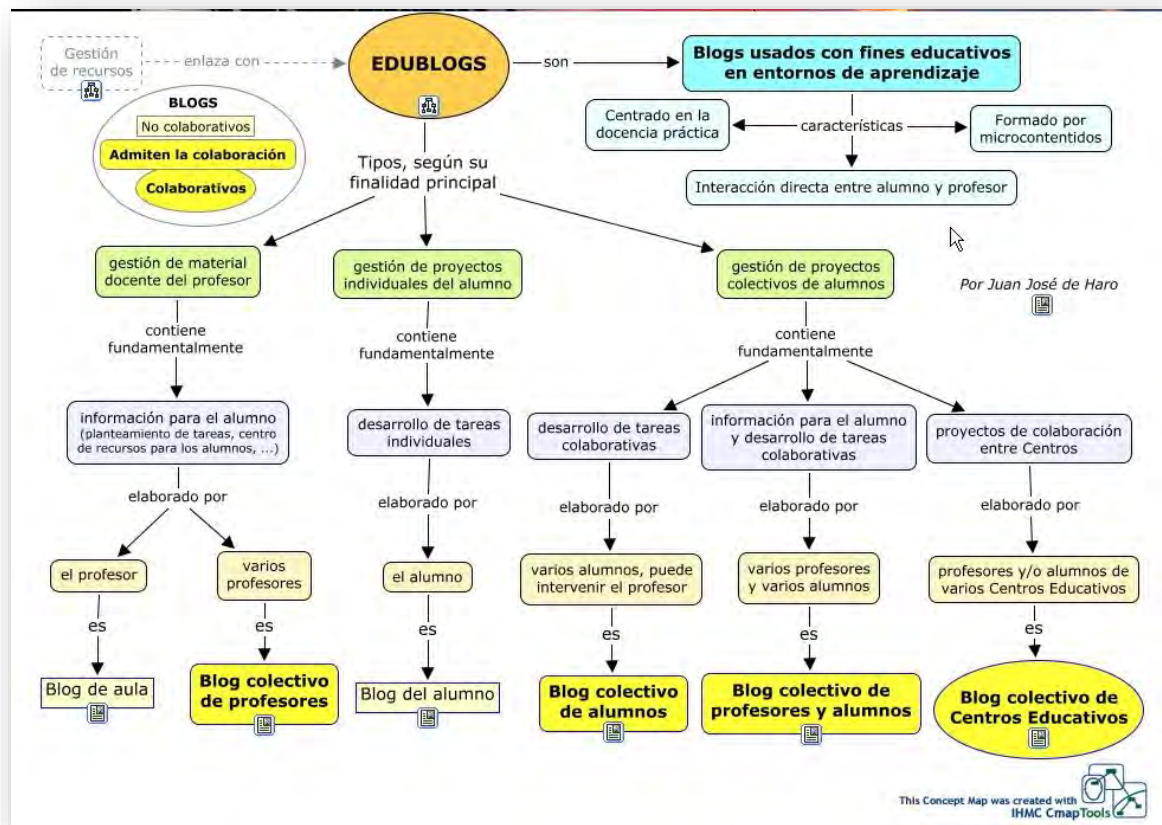 Gestión
de recursos
enlaza con
EDUBLOGS
son
Blogs usados con fines educativos
en entornos de aprendizaje
BLOGS
No colaborativos
Admiten la colaboración
Colaborativos
Centrado en la
docencia práctica
características
Formado por
microcontenidos
Interacción directa entre alumno y profesor
Tipos, según su
finalidad principal
gestión de material
docente del profesor
gestión de proyectos
individuales del alumno
gestión de proyectos
colectivos de alumnos
Por Juan José de Haro
contiene
fundamentalmente
contiene
fundamentalmente
contiene
fundamentalmente
información para el alumno
(planteamiento de tareas, centro
de recursos para los alumnos, ...)
desarrollo de tareas
individuales
desarrollo de tareas
colaborativas
información para el alumno
y desarrollo de tareas
colaborativas
proyectos de colaboración
entre Centros
elaborado por
elaborado por
elaborado por
elaborado por
elaborado por
el profesor
varios
profesores
el alumno
varios alumnos, puede
intervenir el profesor
varios profesores
y varios alumnos
profesores y/o alumnos de
varios Centros Educativos
es
es
es
es
es
es
Blog de aula
Blog colectivo
de profesores
Blog del alumno
Blog colectivo
de alumnos
Blog colectivo de
profesores y alumnos
Blog colectivo de
Centros Educativos
This Concept Map was created with
IHMC CmapTools